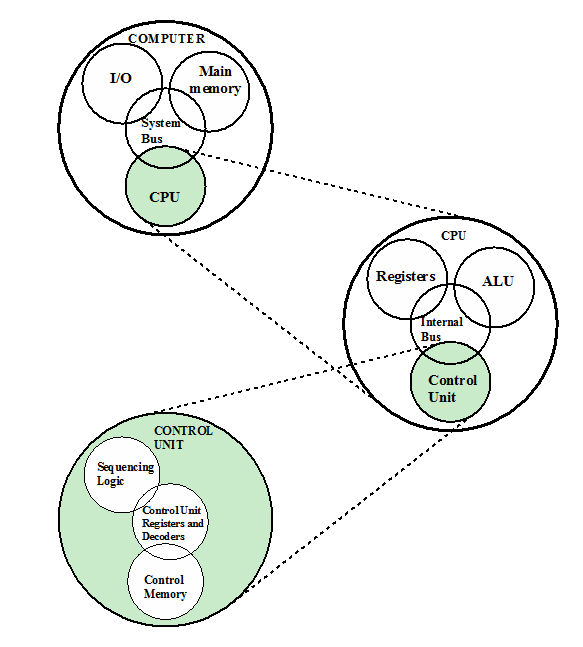 COMPUTER
I/O
Main
memory
System
Bus
CPU
CPU
Registers
ALU
Internal
Bus
Control
Unit
CONTROL
UNIT
Sequencing
Logic
Control Unit
Registers and
Decoders
Control
Memory